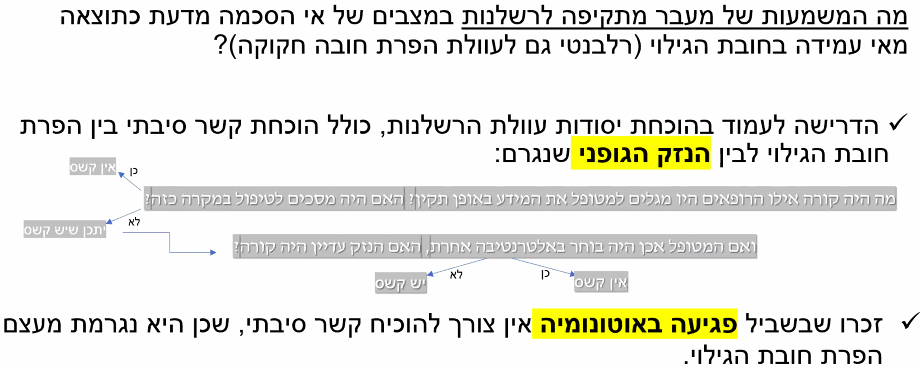 מה המשמעות של מעבר מתקיפה לרשלנות במצבים של אי הסכמה מדעת כתוצאה
מאי עמידה בחובת הגילוי (רלבנטי גם לעוולת הפרת חובה חקוקה)?
✓ הדרישה לעמוד בהוכחת יסודות עוולת הרשלנות, כולל הוכחת קשר סיבתי בין הפרת
חובת הגילוי לבין הנזק הגופני שנגרם:
כן
אין קשס
מה היה קורה אילו הרופאים היו מגלים למטופל את המידע באופן תקין? האם היה מסכים לטיפול במקרה כזה?
לא
יתכן שיש קשס
ואם המטופל אכן היה בוחר באלטרנטיבה אחרת, האם הנזק עדיין היה קורה?
כן
לא
אין קשס
יש קשס
✓ זכרו שבשביל פגיעה באוטונומיה אין צורך להוכיח קשר סיבתי, שכן היא נגרמת מעצם
הפרת חובת הגילוי.